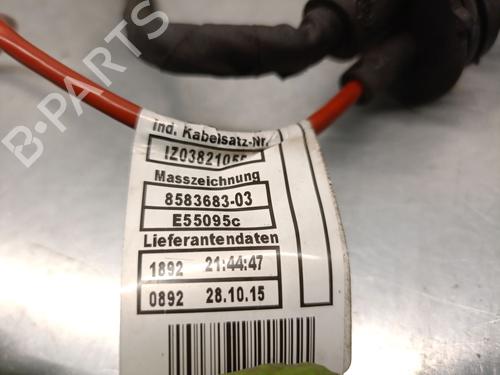 ind. Kabelsatz-Nr.
Masszeichnung
8583683-03
E55095c
Lieferantendaten
1892 21:44:47
0892 28.10.15
B-PARTS